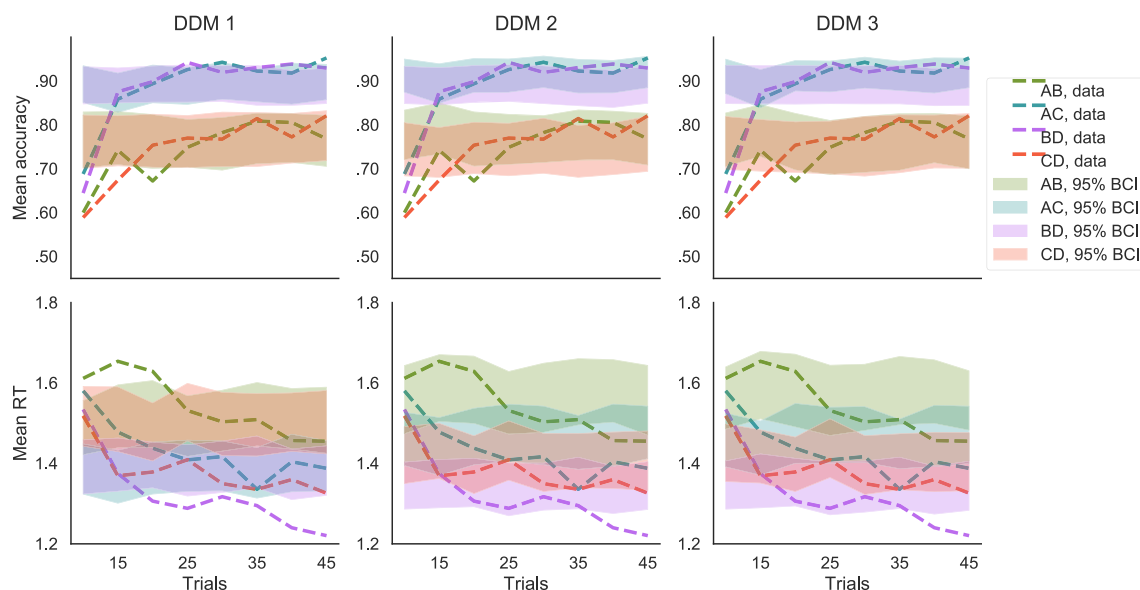 DDM 1
DDM 2
DDM 3
Mean accuracy
.90
.80
.70
.60
.50
.90
.80
.70
.60
.50
.90
.80
.70
.60
.50
AB, data
AC, data
BD, data
CD, data
AB, 95% BCI
AC, 95% BCI
BD, 95% BCI
CD, 95% BCI
Mean RT
1.8
1.6
1.4
1.2
1.8
1.6
1.4
1.2
1.8
1.6
1.4
1.2
15 25 35 45
15 25 35 45
15 25 35 45
Trials
Trials
Trials